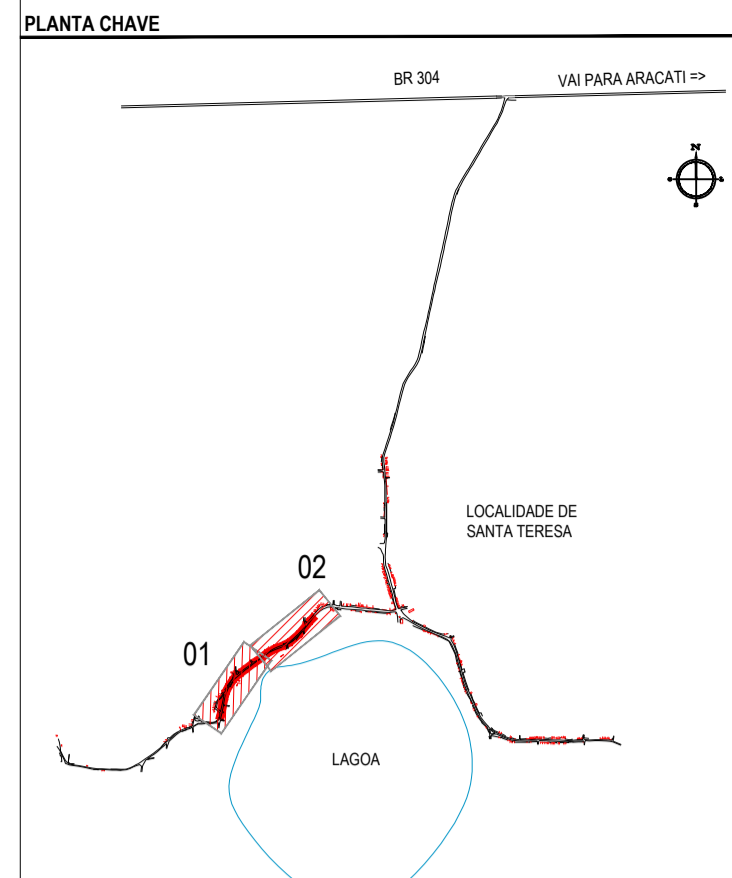 PLANTA CHAVE
BR 304
VAI PARA ARACATI =>
N
LOCALIDADE DE
SANTA TERESA
02
01
LAGOA